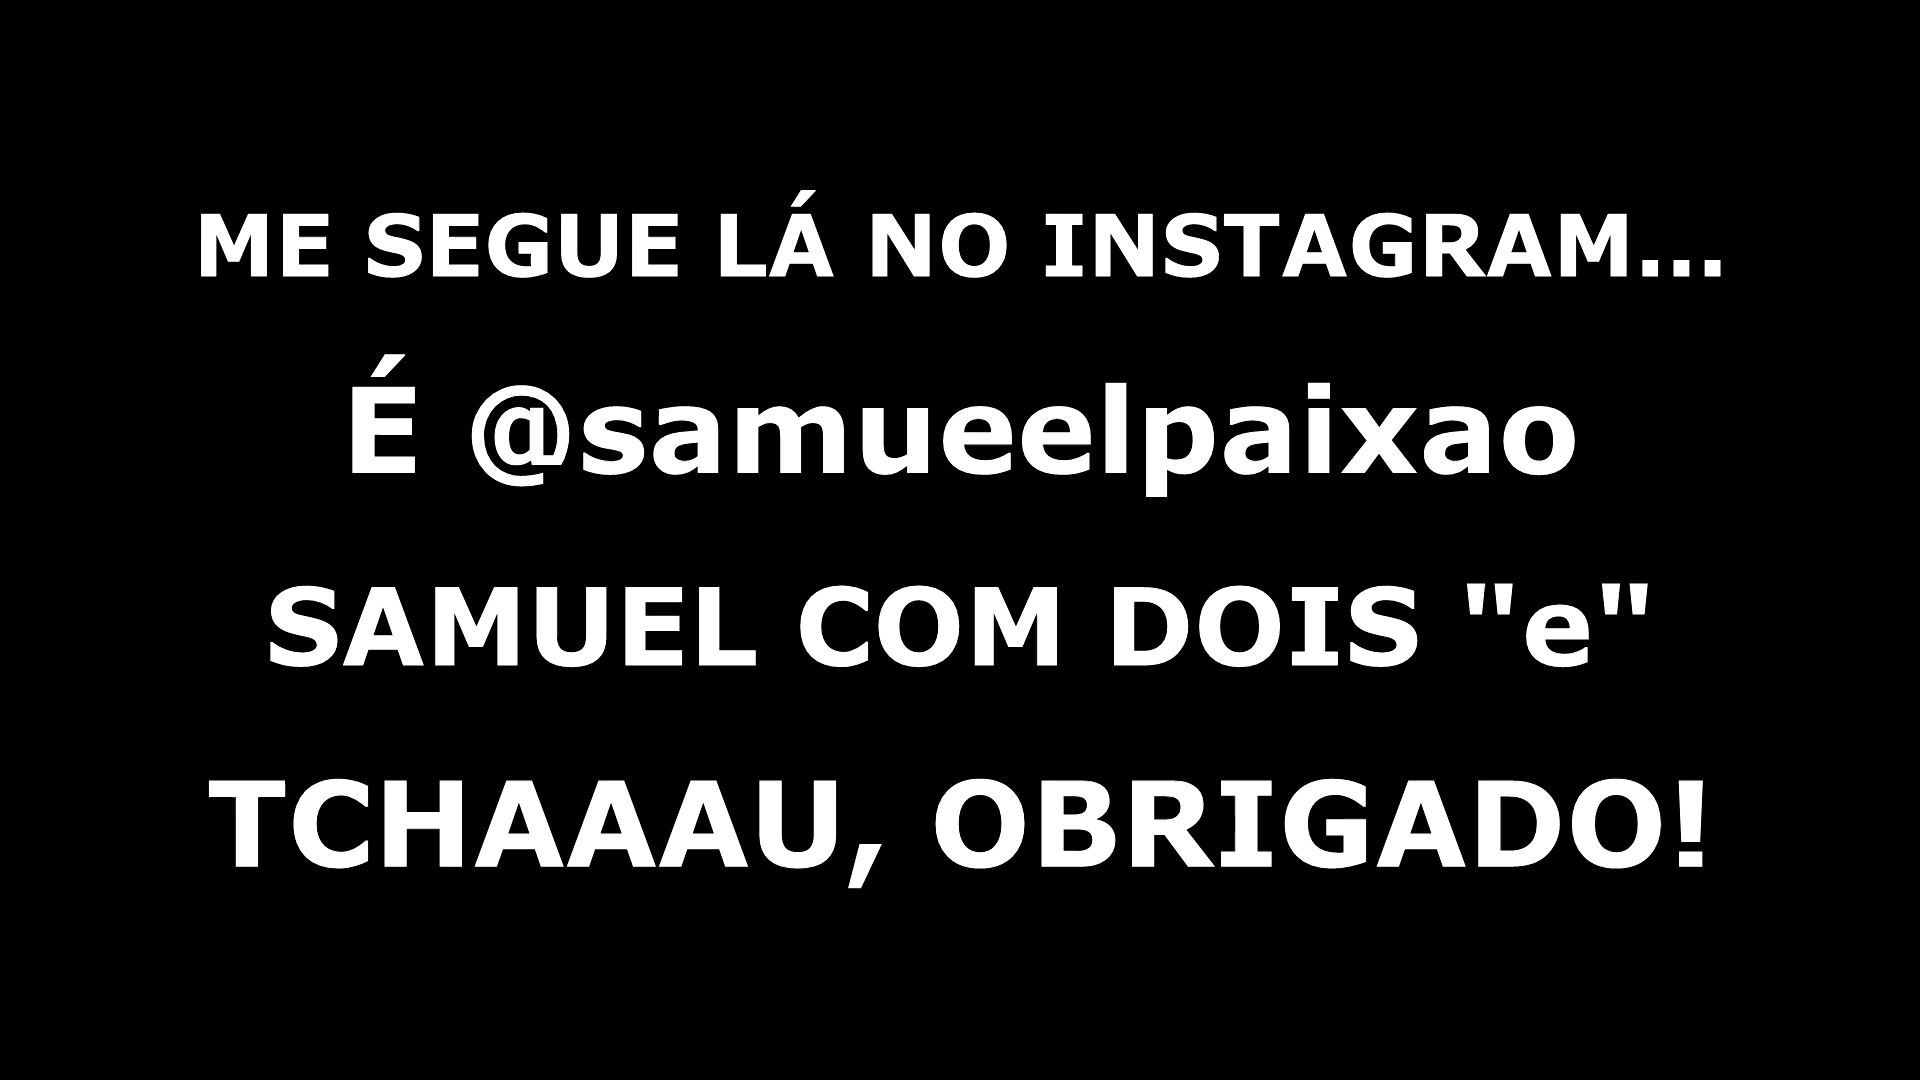 ME SEGUE LÁ NO INSTAGRAM...
É @samueelpaixao
SAMUEL COM DOIS "e"
TCHAAAU, OBRIGADO!